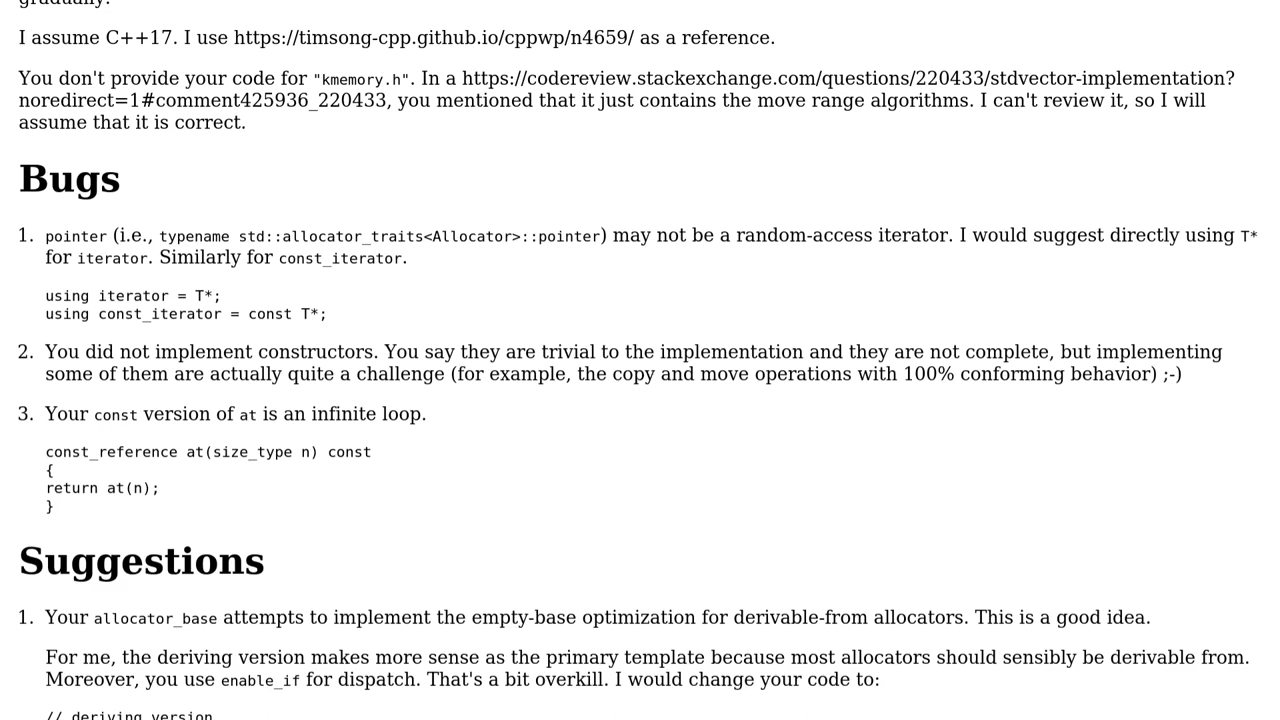 gradually.
I assume C++17. I use https://timsong-cpp.github.io/cppwp/n4659/ as a reference.
You don't provide your code for "kmemory.h". In a https://codereview.stackexchange.com/questions/220433/stdvector-implementation?
noredirect=1#comment425936_220433, you mentioned that it just contains the move range algorithms. I can't review it, so I will
assume that it is correct.
Bugs
1. pointer (i.e., typename std::allocator_traits<Allocator>::pointer) may not be a random-access iterator. I would suggest directly using T*
for iterator. Similarly for const_iterator.
using iterator = T*;
using const_iterator = const T*;
2. You did not implement constructors. You say they are trivial to the implementation and they are not complete, but implementing
some of them are actually quite a challenge (for example, the copy and move operations with 100% conforming behavior) ;-)
3. Your const version of at is an infinite loop.
const_reference at(size_type n) const
{
return at(n);
}
Suggestions
1. Your allocator_base attempts to implement the empty-base optimization for derivable-from allocators. This is a good idea.
For me, the deriving version makes more sense as the primary template because most allocators should sensibly be derivable from.
Moreover, you use enable_if for dispatch. That's a bit overkill. I would change your code to:
// deriving version